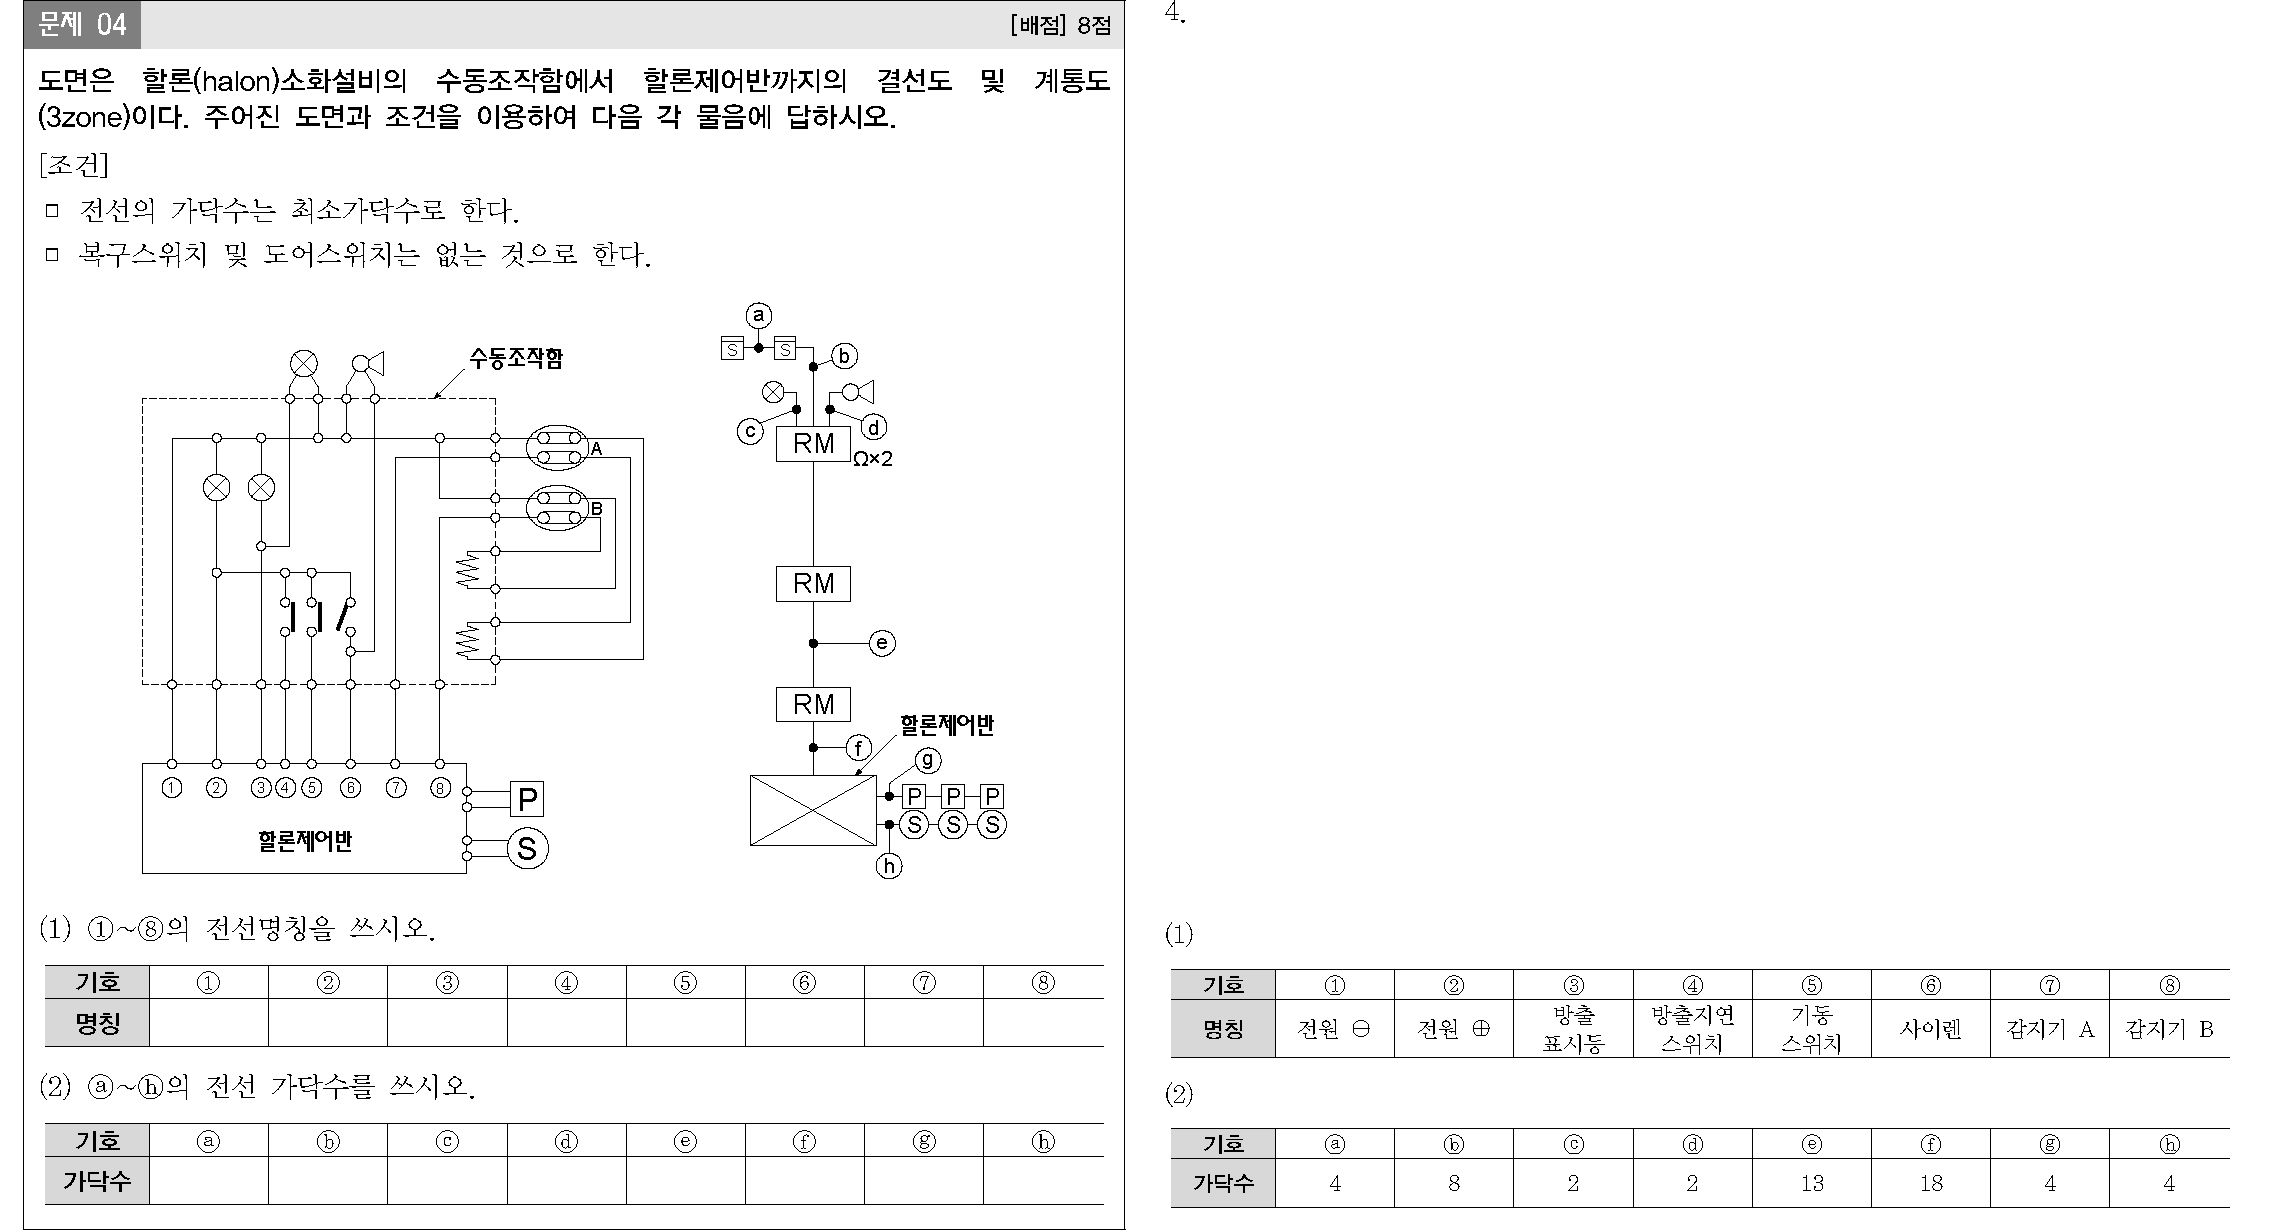 문제 04
[배점] 8점
도면은 할론(halon)소화설비의 수동조작함에서 할론제어반까지의 결선도 및 계통도
(3zone)이다. 주어진 도면과 조건을 이용하여 다음 각 물음에 답하시오.
[조건]
□ 전선의 가닥수는 최소가닥수로 한다.
□ 복구스위치 및 도어스위치는 없는 것으로 한다.
수동조작함
A
B
① ② ③ ④ ⑤ ⑥ ⑦ ⑧
할론제어반
P
S
ⓐ
S S
ⓑ
ⓒ ⓓ
RM
Ω×2
RM
ⓔ
RM
할론제어반
ⓕ
ⓖ
P P P
S S S
ⓗ
(1) ①~⑧의 전선명칭을 쓰시오.
기호 ① ② ③ ④ ⑤ ⑥ ⑦ ⑧
명칭
(2) ⓐ~ⓗ의 전선 가닥수를 쓰시오.
기호 ⓐ ⓑ ⓒ ⓓ ⓔ ⓕ ⓖ ⓗ
가닥수
4.
(1)
기호 ① ② ③ ④ ⑤ ⑥ ⑦ ⑧
명칭 전원 ⊖ 전원 ⊕ 방출 표시등 방출지연 스위치 기동 스위치 사이렌 감지기 A 감지기 B
(2)
기호 ⓐ ⓑ ⓒ ⓓ ⓔ ⓕ ⓖ ⓗ
가닥수 4 8 2 2 13 18 4 4